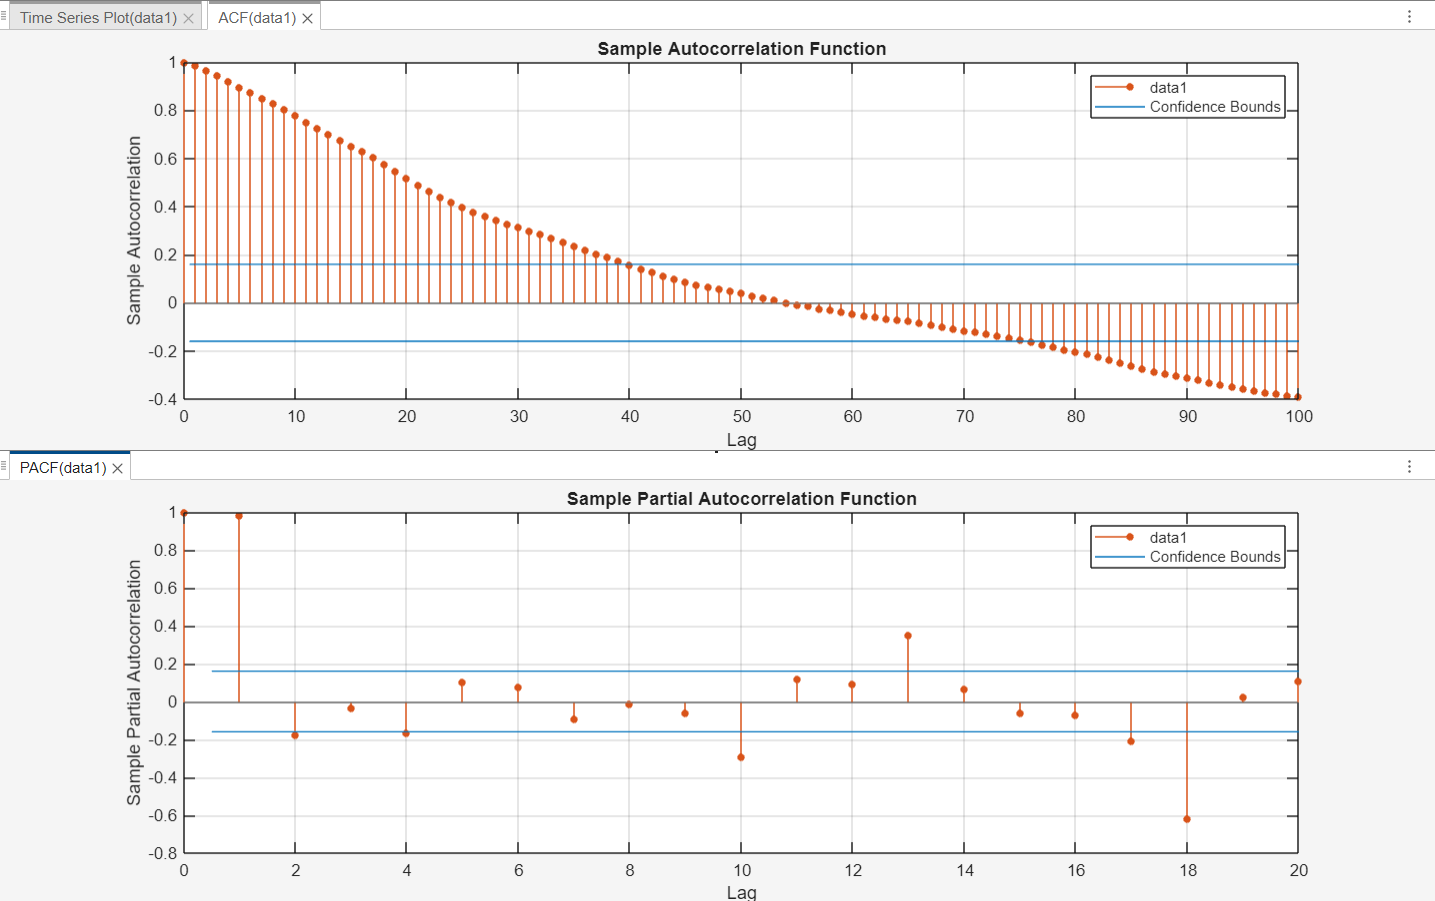 Time Series Plot(data1)
ACF(data1)
Sample Autocorrelation Function
data1
Confidence Bounds
Sample Autocorrelation
1
0.8
0.6
0.4
0.2
0
-0.2
-0.4
0 10 20 30 40 50 60 70 80 90 100
Lag
PACF(data1)
Sample Partial Autocorrelation Function
data1
Confidence Bounds
Sample Partial Autocorrelation
1
0.8
0.6
0.4
0.2
0
-0.2
-0.4
-0.6
-0.8
0 2 4 6 8 10 12 14 16 18 20
Lag